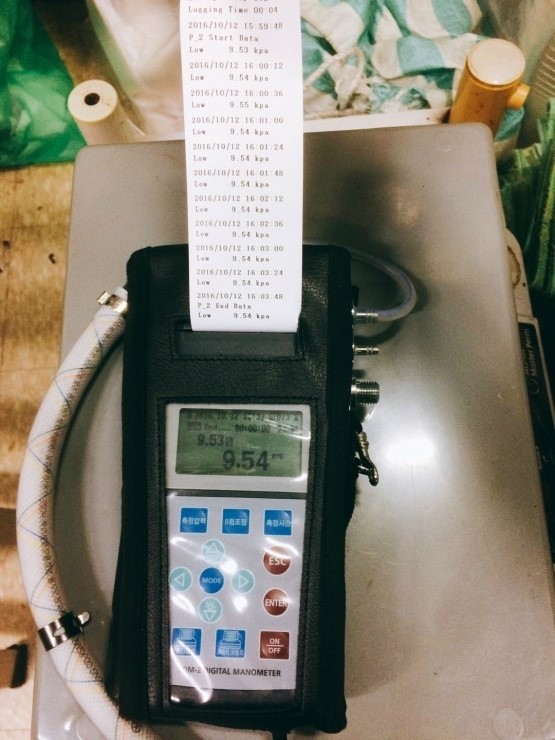 Logging Time 00:04
2016/10/12 15:59:48
P_2 Start Data
Low 9.53 kpa
2016/10/12 16:00:12
Low 9.54 kpa
2016/10/12 16:00:36
Low 9.55 kpa
2016/10/12 16:01:00
Low 9.54 kpa
2016/10/12 16:01:24
Low 9.54 kpa
2016/10/12 16:01:48
Low 9.54 kpa
2016/10/12 16:02:12
Low 9.54 kpa
2016/10/12 16:02:36
Low 9.54 kpa
2016/10/12 16:03:00
Low 9.54 kpa
2016/10/12 16:03:24
Low 9.54 kpa
2016/10/12 16:03:48
P_2 End Data
Low 9.54 kpa
End
00:00:00
9.53
9.54
측정압력 0점조정 측정시간
ESC
MODE
ENTER
ON
OFF
DIGITAL MANOMETER